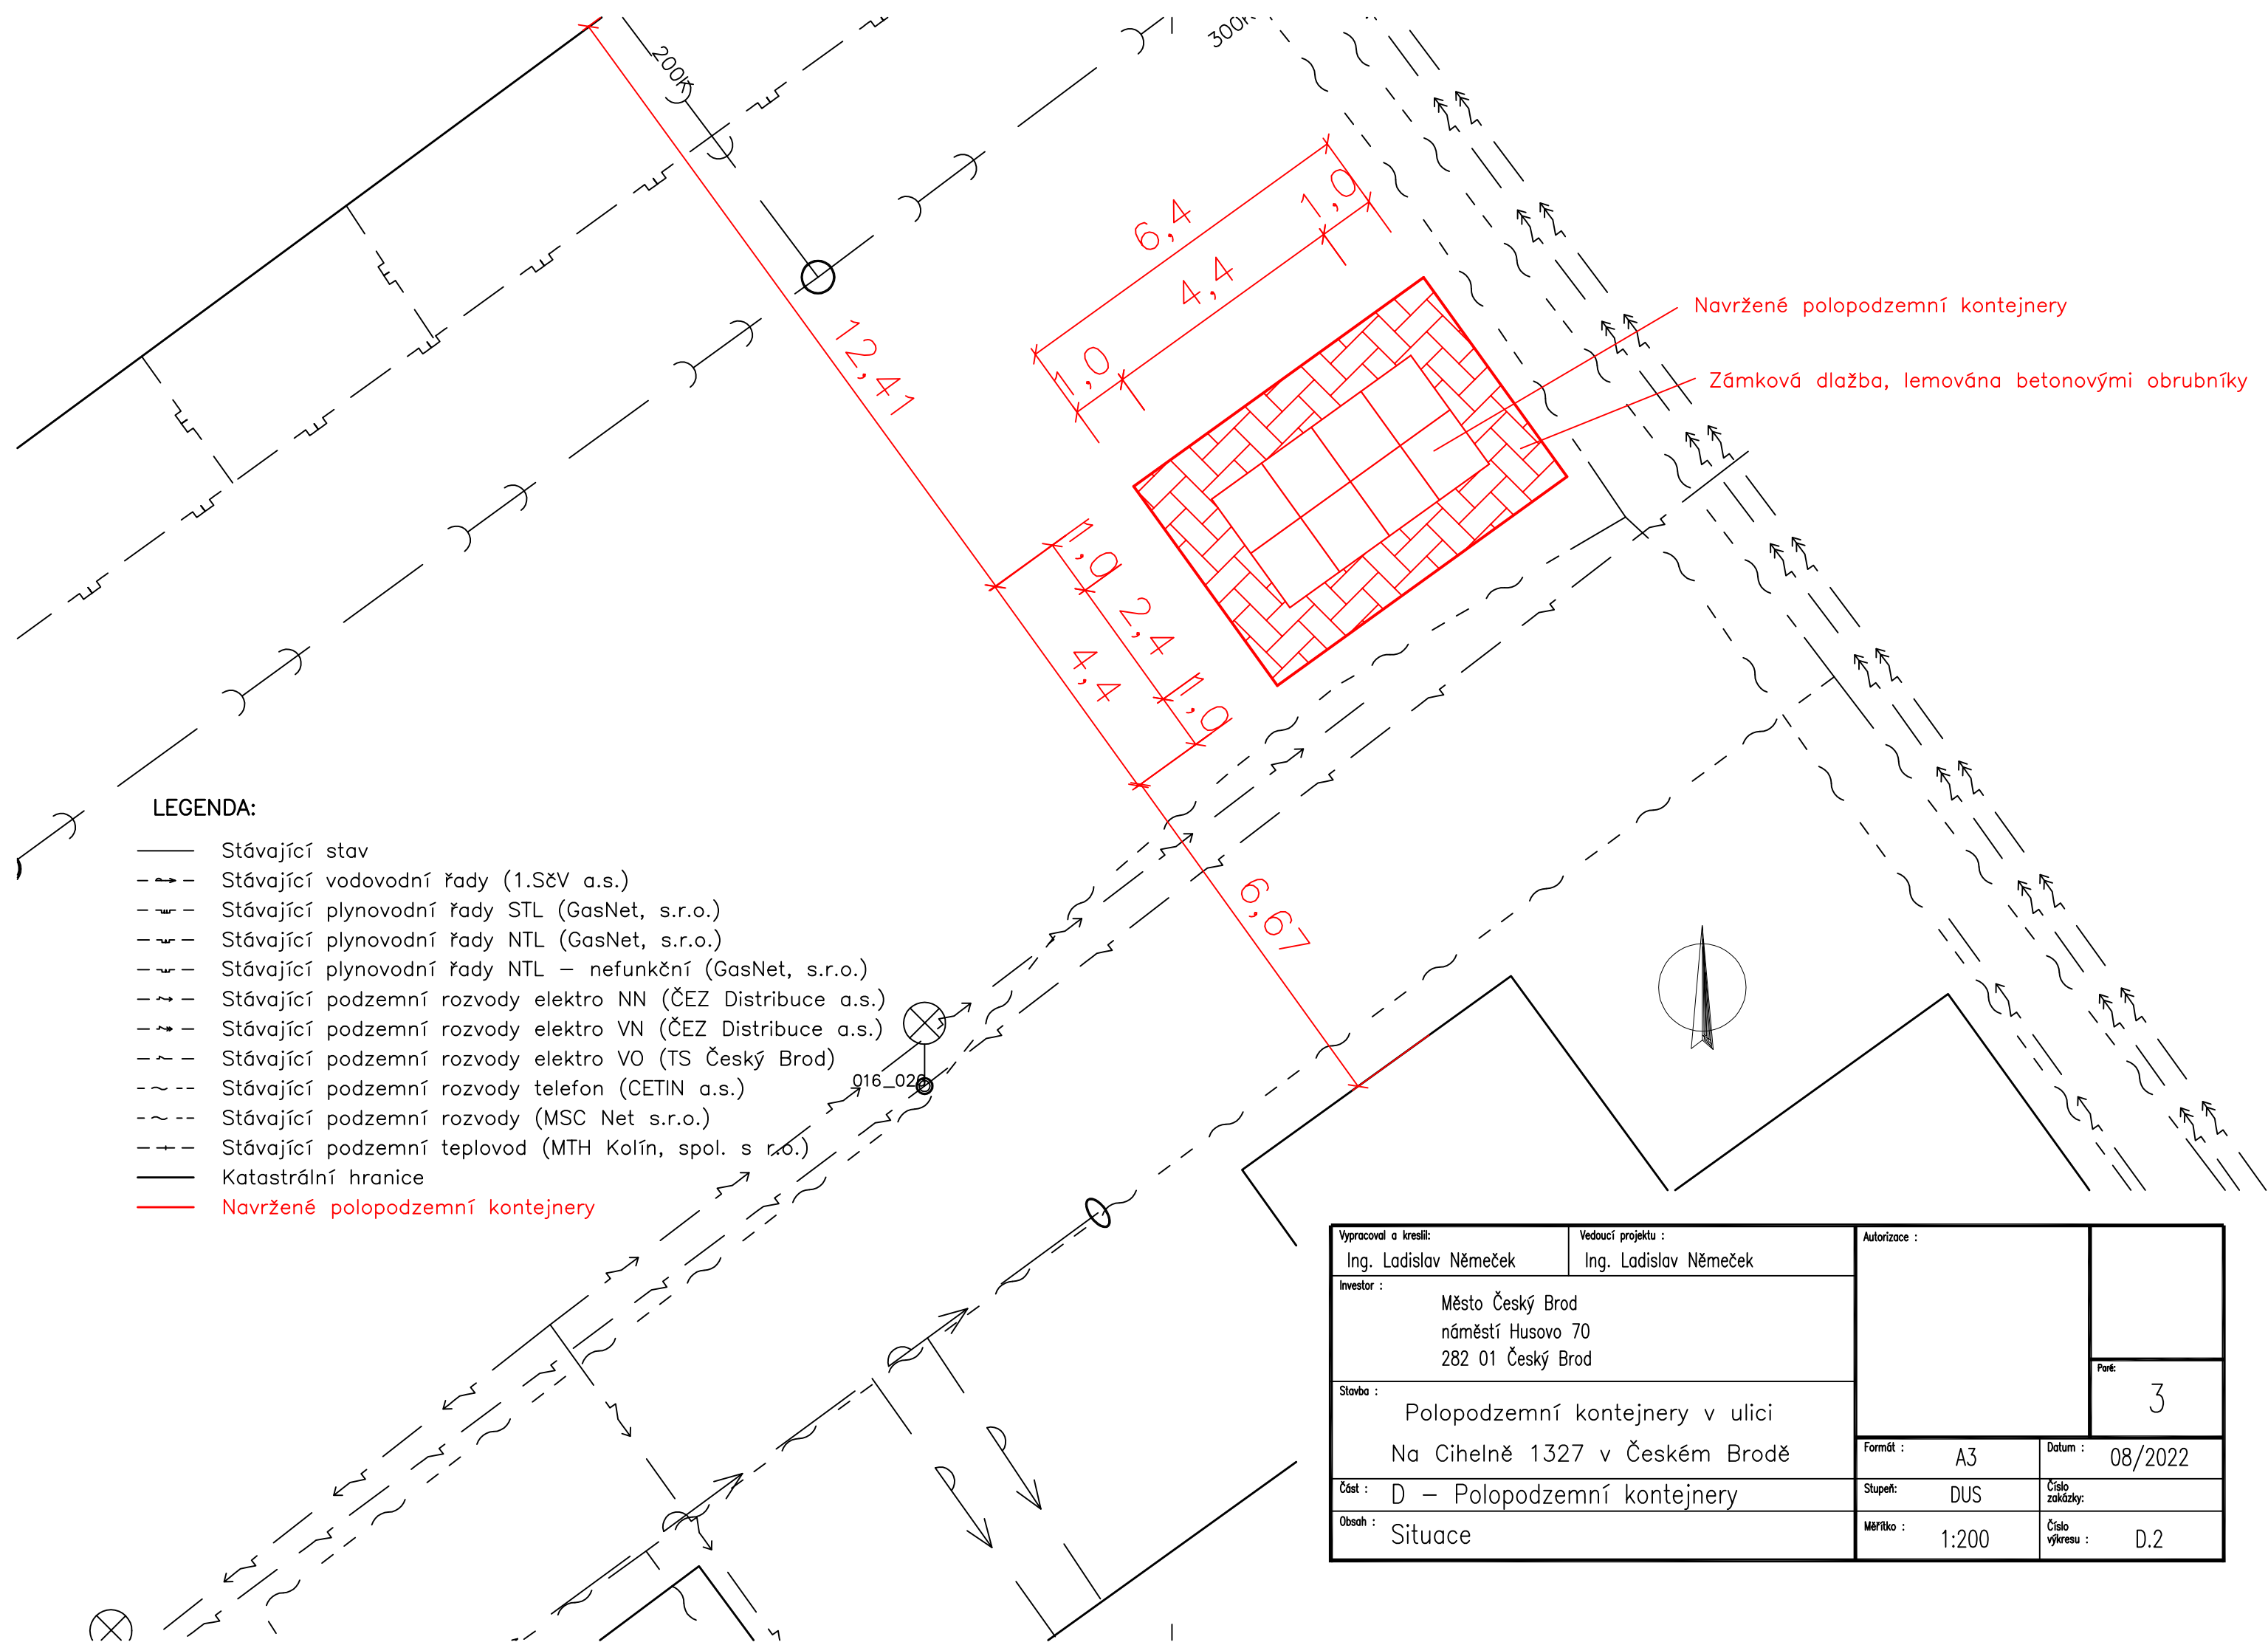 200K
300K
6,4
1,0
4,4
1,0
12,41
Navržené polopodzemní kontejnery
Zámková dlažba, lemována betonovými obrubníky
1,0
2,4
4,4
1,0
6,67
LEGENDA:
Stávající stav
Stávající vodovodní řady (1.SčV a.s.)
Stávající plynovodní řady STL (GasNet, s.r.o.)
Stávající plynovodní řady NTL (GasNet, s.r.o.)
Stávající plynovodní řady NTL – nefunkční (GasNet, s.r.o.)
Stávající podzemní rozvody elektro NN (ČEZ Distribuce a.s.)
Stávající podzemní rozvody elektro VN (ČEZ Distribuce a.s.)
Stávající podzemní rozvody elektro VO (TS Český Brod)
Stávající podzemní rozvody telefon (CETIN a.s.)
Stávající podzemní rozvody (MSC Net s.r.o.)
Stávající podzemní teplovod (MTH Kolín, spol. s r.o.)
Katastrální hranice
Navržené polopodzemní kontejnery
Vypracoval a kreslil:
Ing. Ladislav Němeček
Vedoucí projektu :
Ing. Ladislav Němeček
Autorizace :
Investor :
Město Český Brod
náměstí Husovo 70
282 01 Český Brod
Paré:
3
Stavba :
Polopodzemní kontejnery v ulici
Na Cihelně 1327 v Českém Brodě
Formát :
A3
Datum :
08/2022
Část :
D – Polopodzemní kontejnery
Stupeň:
DUS
Číslo
zakázky:
Obsah :
Situace
Měřítko :
1:200
Číslo
výkresu :
D.2